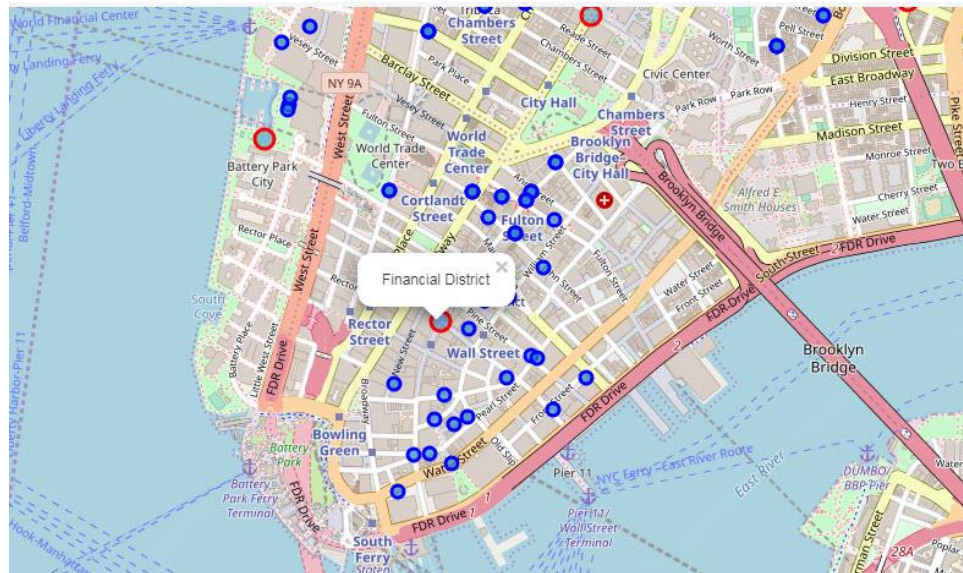 World Financial Center
Vesey Street
Tribeca
Chambers
Street
Reade Street
Chambers Street
Worth Street
Pell Street
Division Street
East Broadway
Henry Street
Madison Street
Monroe Street
Pike Street
Cherry Street
Water Street
Liberty Landing Ferry
NY 9A
Barclay Street
Park Place
Vesey Street
City Hall
Civic Center
Park Row
Park Row
Chambers
Street
Brooklyn
Bridge
City Hall
World Trade
Center
World
Trade
Center
Fulton Street
West Street
Battery Park
City
Belford-Midtown
Cortlandt
Street
Fulton
Street
Alfred E.
Smith Houses
Brooklyn Bridge
South Street
2
FDR Drive
Rector Place
West Street
William Street
Fulton Street
Water Street
Front Street
FDR Drive
Financial District
×
South
Cove
Battery Place
Little West Street
FDR Drive
Rector
Street
New Street
Broadway
Pine Street
Wall Street
Pearl Street
2
Brooklyn
Bridge
FDR Drive
Bowling
Green
Water Street
Old Slip
Pier 11
NYC Ferry - East River Route
East River
DUMBO/
BBP Pier
Battery
Park
Battery
Park Ferry
Terminal
1
FDR Drive
Pier 11/
Wall Street
Terminal
South
Ferry
Staten
28A